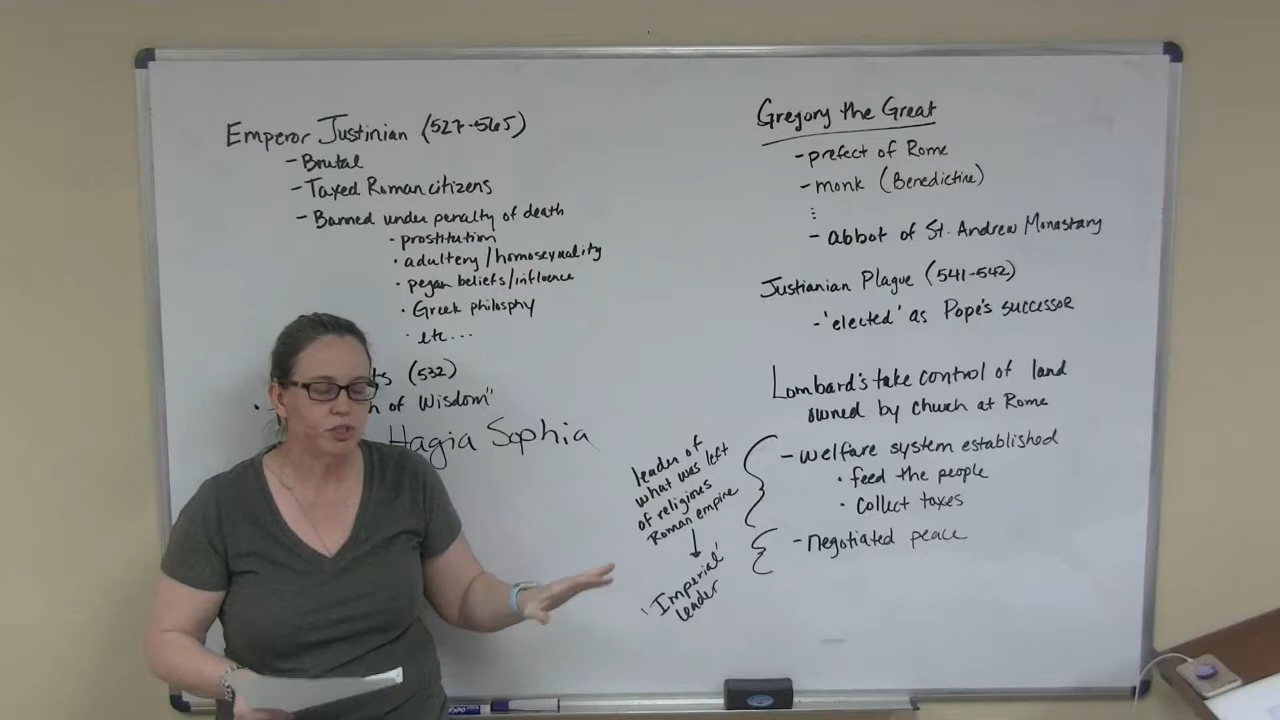 Emperor Justinian (527-565)
- Brutal
- Taxed Roman citizens
- Banned under penalty of death
· prostitution
· adultery/homosexuality
· pegan beliefs/influence
· Greek philosphy
· etc...
ts (532)
of Wisdom"
Hagia Sophia
Gregory the Great
- prefect of Rome
- monk (Benedictine)
- abbot of St. Andrew Monastary
Justianian Plague (541-542)
- 'elected' as Pope's successor
Lombard's take control of land
owned by church at Rome
- welfare system established
· feed the people
· Collect taxes
- negotiated peace
leader of
what was left
of religious
Roman empire
'Imperial'
leader
EXPO